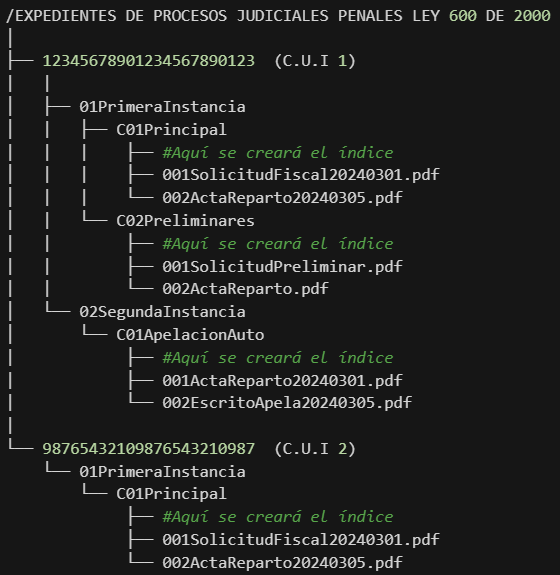 /EXPEDIENTES DE PROCESOS JUDICIALES PENALES LEY 600 DE 2000
│
├── 12345678901234567890123  (C.U.I 1)
│   │
│   ├── 01PrimeraInstancia
│   │   ├── C01Principal
│   │   │   ├── #Aquí se creará el índice
│   │   │   ├── 001SolicitudFiscal20240301.pdf
│   │   │   └── 002ActaReparto20240305.pdf
│   │   └── C02Preliminares
│   │       ├── #Aquí se creará el índice
│   │       ├── 001SolicitudPreliminar.pdf
│   │       └── 002ActaReparto.pdf
│   └── 02SegundaInstancia
│       └── C01ApelacionAuto
│           ├── #Aquí se creará el índice
│           ├── 001ActaReparto20240301.pdf
│           └── 002EscritoApela20240305.pdf
│
└── 98765432109876543210987  (C.U.I 2)
    └── 01PrimeraInstancia
        └── C01Principal
            ├── #Aquí se creará el índice
            ├── 001SolicitudFiscal20240301.pdf
            └── 002ActaReparto20240305.pdf